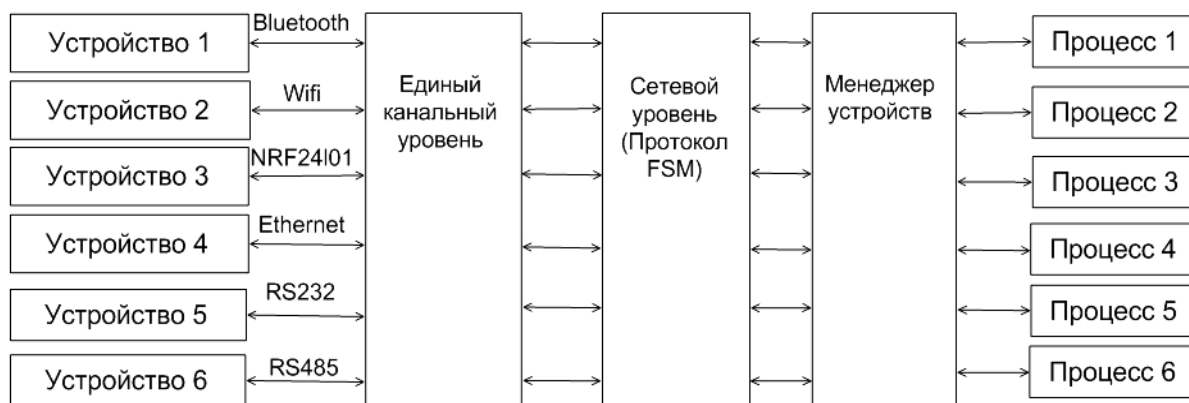 Устройство 1
Bluetooth
Устройство 2
Wifi
Устройство 3
NRF24l01
Устройство 4
Ethernet
Устройство 5
RS232
Устройство 6
RS485
Единый
канальный
уровень
Сетевой
уровень
(Протокол
FSM)
Менеджер
устройств
Процесс 1
Процесс 2
Процесс 3
Процесс 4
Процесс 5
Процесс 6